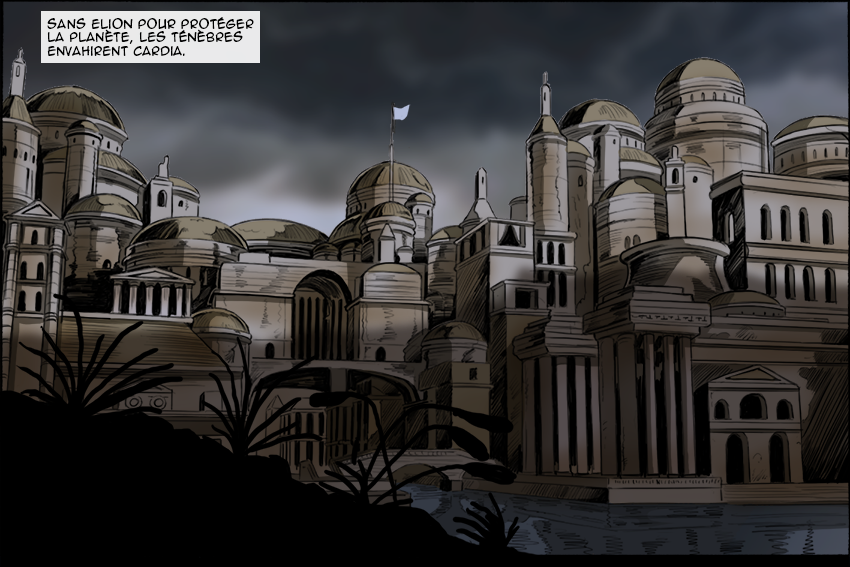 SANS ELION POUR PROTÉGER
LA PLANÈTE, LES TÉNÈBRES
ENVAHIRENT CARDIA.